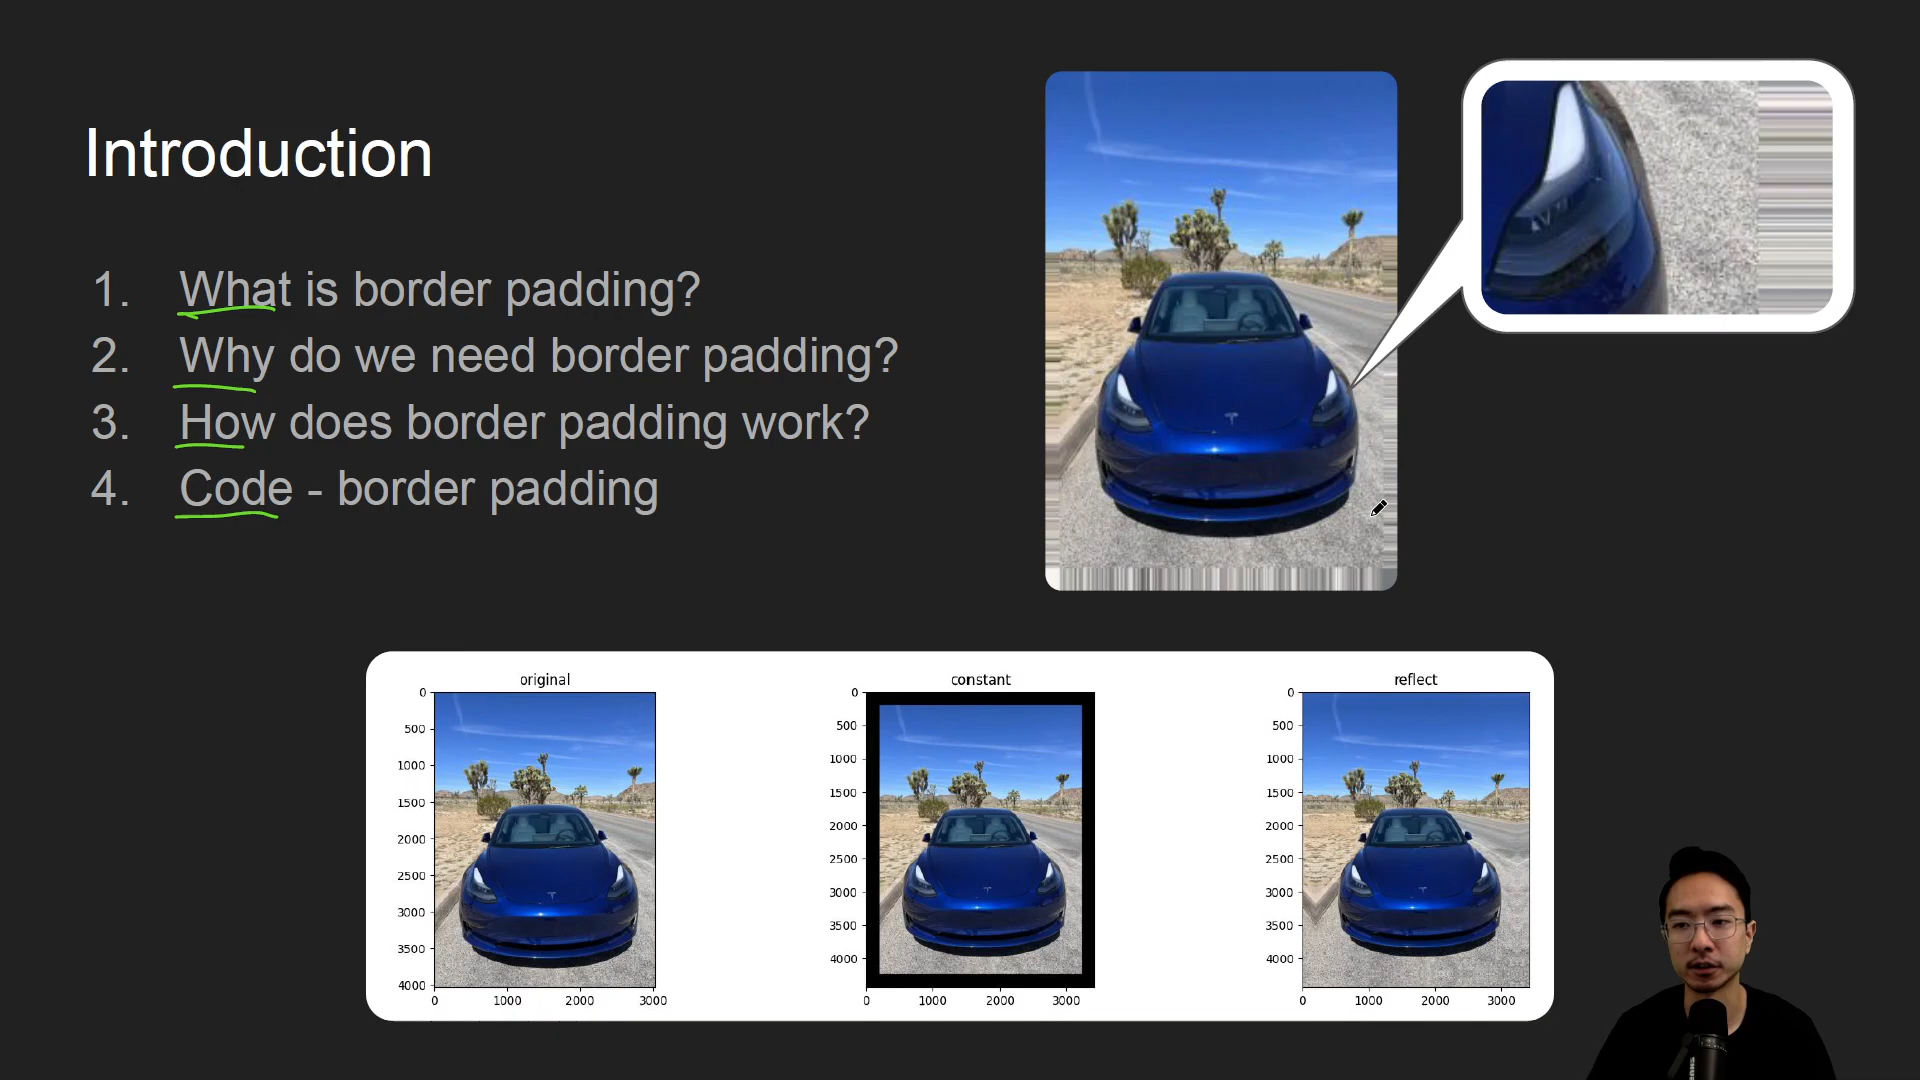 Introduction
1. What is border padding?
2. Why do we need border padding?
3. How does border padding work?
4. Code - border padding
original
0
500
1000
1500
2000
2500
3000
3500
4000
0 1000 2000 3000
constant
0
500
1000
1500
2000
2500
3000
3500
4000
0 1000 2000 3000
reflect
0
500
1000
1500
2000
2500
3000
3500
4000
0 1000 2000 3000